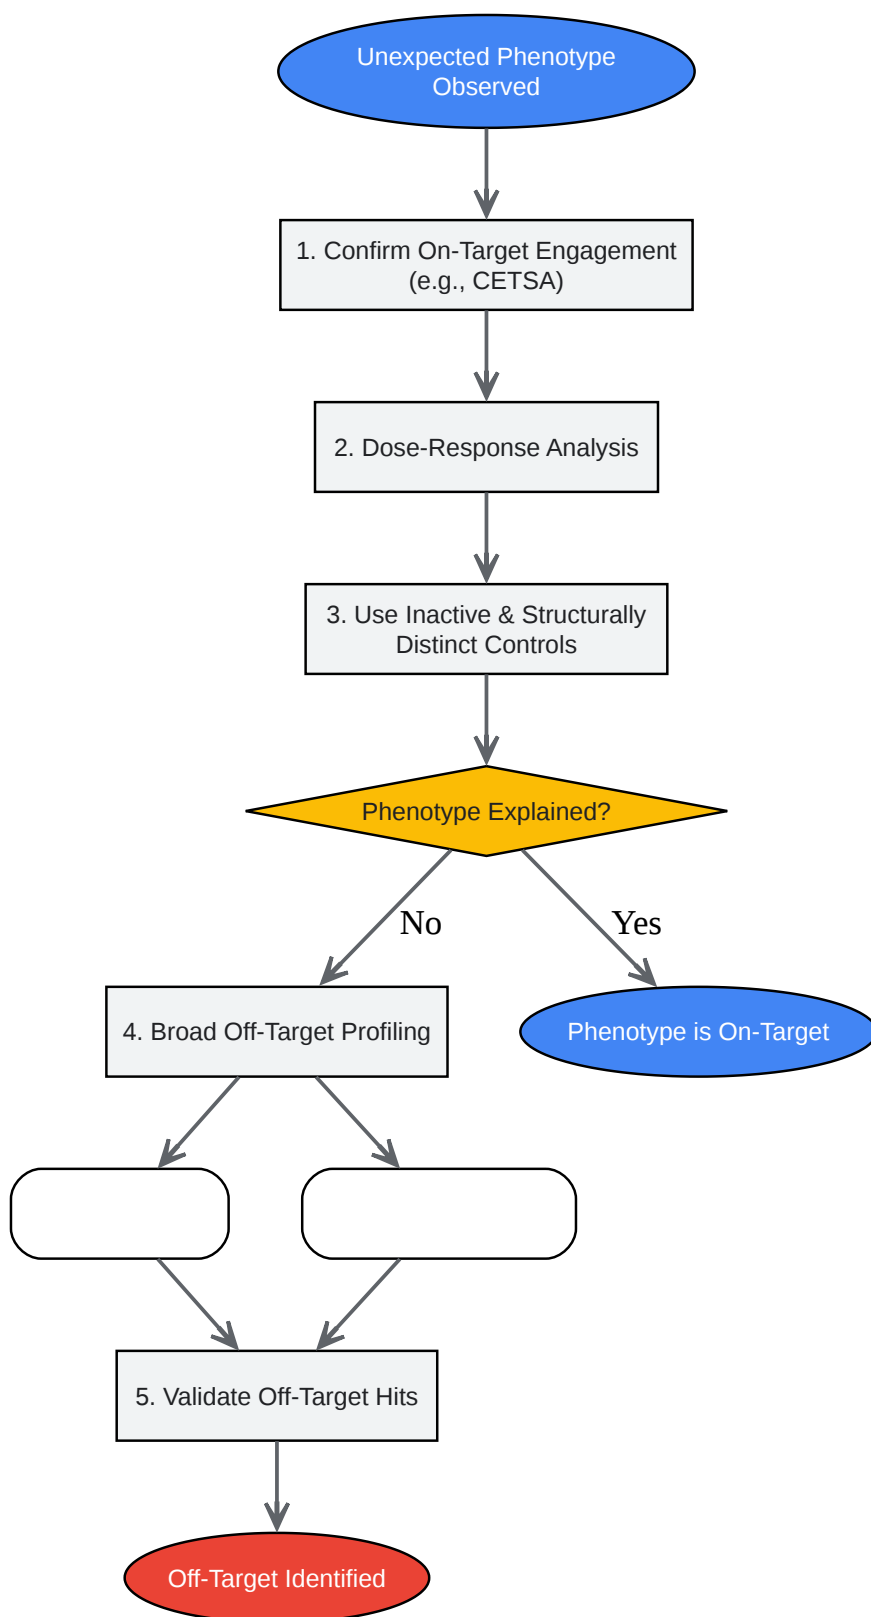 Unexpected Phenotype
Observed
1. Confirm On-Target Engagement
(e.g., CETSA)
2. Dose-Response Analysis
3. Use Inactive & Structurally
Distinct Controls
Phenotype Explained?
No
Yes
4. Broad Off-Target Profiling
Phenotype is On-Target
5. Validate Off-Target Hits
Off-Target Identified